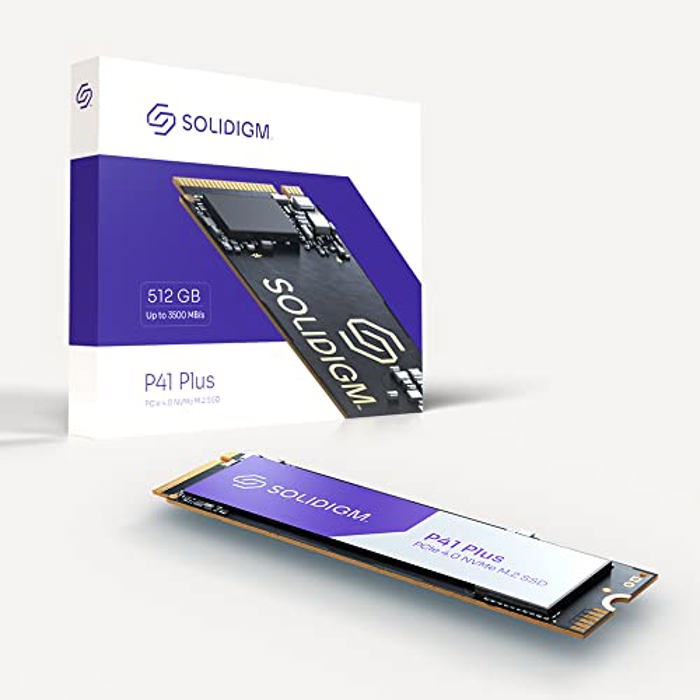 SOLIDIGM
512 GB
Up to 3500 MB/s
P41 Plus
PCIe 4.0 NVMe M.2 SSD
SOLIDIGM
SOLIDIGM
P41 Plus
PCIe 4.0 NVMe M.2 SSD